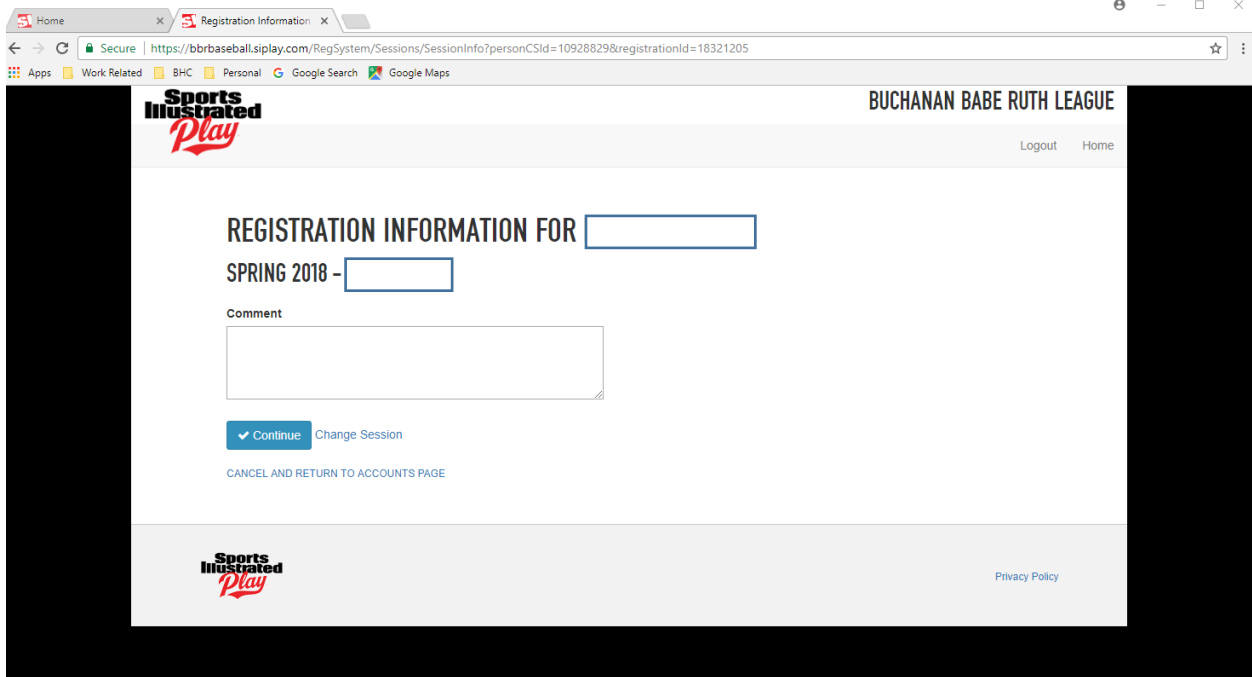 Home
Registration Information
Secure | https://bbrbaseball.siplay.com/RegSystem/Sessions/SessionInfo?personCSId=10928829&registrationId=18321205
Apps Work Related BHC Personal G Google Search Google Maps
Sports Illustrated Play
BUCHANAN BABE RUTH LEAGUE
Logout Home
REGISTRATION INFORMATION FOR
SPRING 2018 –
Comment
Continue Change Session
CANCEL AND RETURN TO ACCOUNTS PAGE
Sports Illustrated Play
Privacy Policy